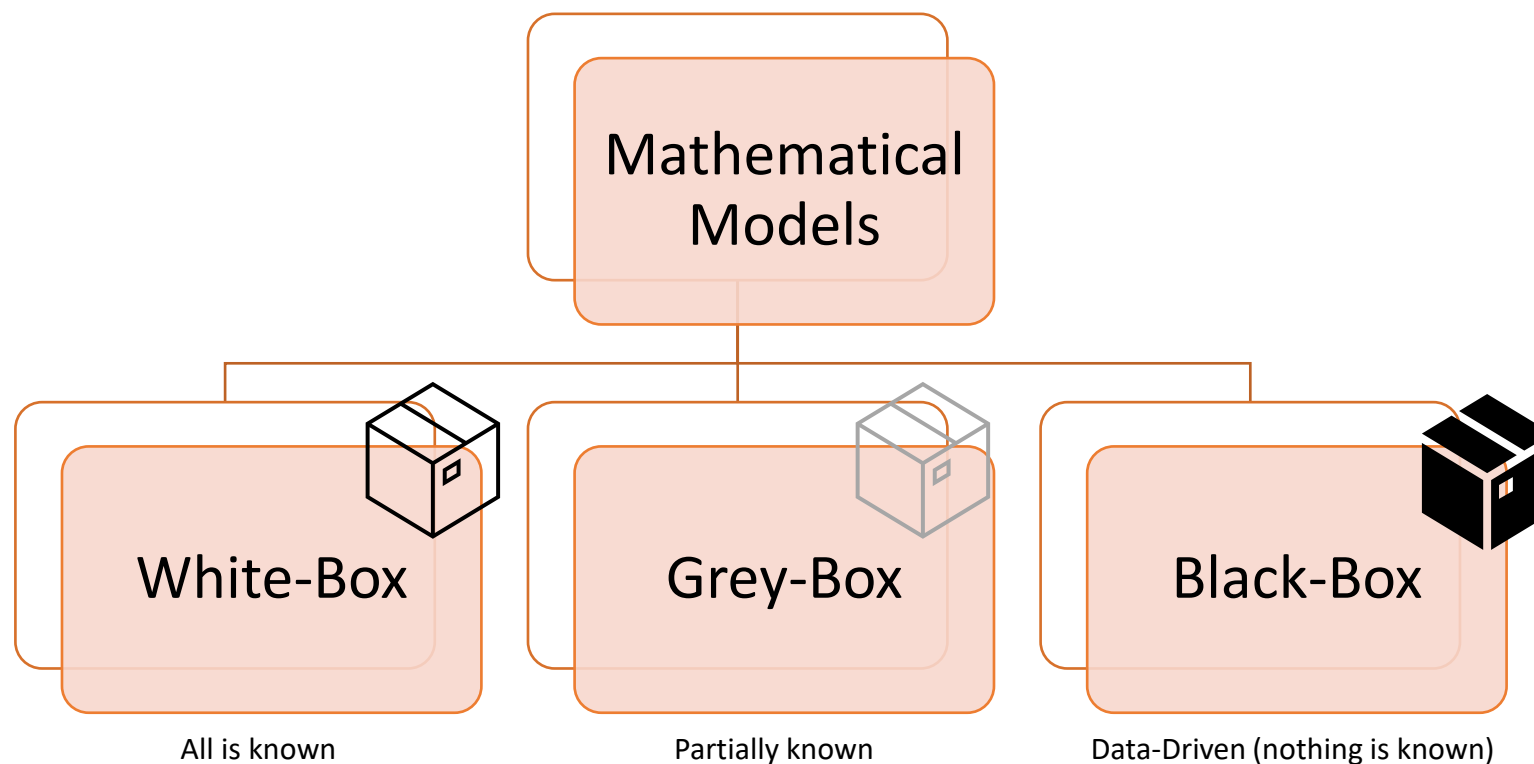 Mathematical
Models
White-Box
Grey-Box
Black-Box
All is known
Partially known
Data-Driven (nothing is known)